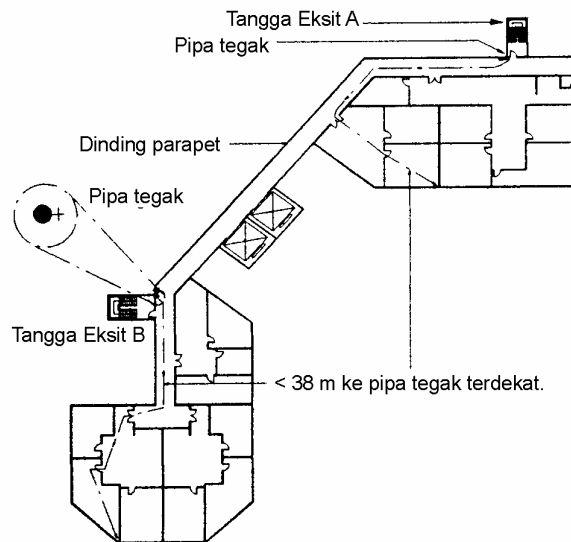 Tangga Eksit A
Pipa tegak
Dinding parapet
Pipa tegak
Tangga Eksit B
< 38 m ke pipa tegak terdekat.